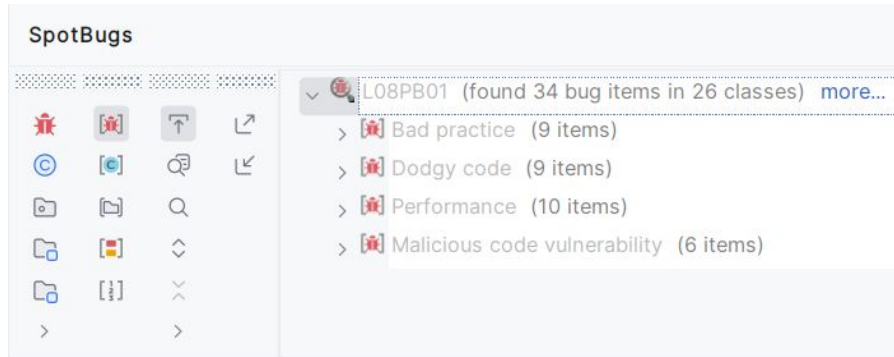 SpotBugs
L08PB01 (found 34 bug items in 26 classes) more...
Bad practice (9 items)
Dodgy code (9 items)
Performance (10 items)
Malicious code vulnerability (6 items)